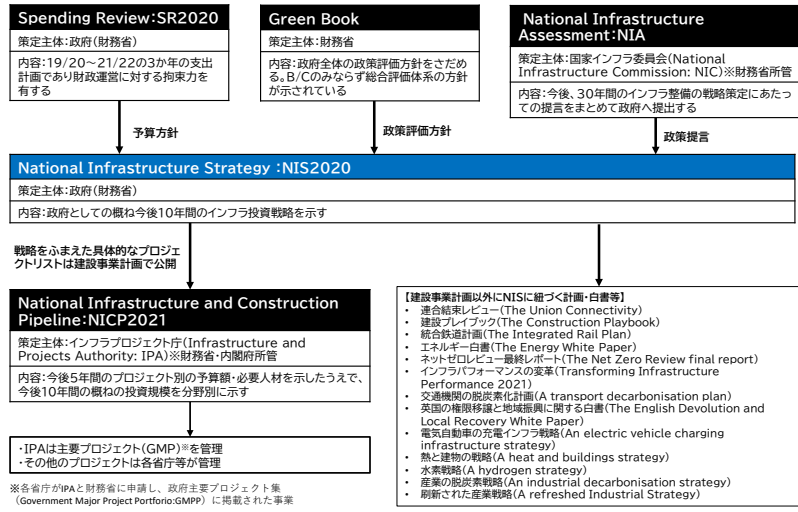 Spending Review:SR2020
策定主体:政府(財務省)
内容:19/20~21/22の3か年の支出
計画であり財政運営に対する拘束力を
有する
Green Book
策定主体:財務省
内容:政府全体の政策評価方針をさだめ
る。B/Cのみならず総合評価体系の方針
が示されている
National Infrastructure
Assessment:NIA
策定主体:国家インフラ委員会(National
Infrastructure Commission: NIC)※財務省所管
内容:今後、30年間のインフラ整備の戦略策定にあたっ
ての提言をまとめて政府へ提出する
予算方針
政策評価方針
政策提言
National Infrastructure Strategy :NIS2020
策定主体:政府(財務省)
内容:政府としての概ね今後10年間のインフラ投資戦略を示す
戦略をふまえた具体的なプロジェ
クトリストは建設事業計画で公開
National Infrastructure and Construction
Pipeline:NICP2021
策定主体:インフラプロジェクト庁(Infrastructure and
Projects Authority: IPA)※財務省・内閣府所管
内容:今後5年間のプロジェクト別の予算額・必要人材を示したうえで、
今後10年間の概ねの投資規模を分野別に示す
・IPAは主要プロジェクト(GMP)※を管理
・その他のプロジェクトは各省庁等が管理
※各省庁がIPAと財務省に申請し、政府主要プロジェクト集
(Government Major Project Portforio:GMPP)に掲載された事業
【建設事業計画以外にNISに紐づく計画・白書等】
• 連合結束レビュー(The Union Connectivity)
• 建設プレイブック(The Construction Playbook)
• 統合鉄道計画(The Integrated Rail Plan)
• エネルギー白書(The Energy White Paper)
• ネットゼロレビュー最終レポート(The Net Zero Review final report)
• インフラパフォーマンスの変革(Transforming Infrastructure
Performance 2021)
• 交通機関の脱炭素化計画(A transport decarbonisation plan)
• 英国の権限移譲と地域振興に関する白書(The English Devolution and
Local Recovery White Paper)
• 電気自動車の充電インフラ戦略(An electric vehicle charging
infrastructure strategy)
• 熱と建物の戦略(A heat and buildings strategy)
• 水素戦略(A hydrogen strategy)
• 産業の脱炭素戦略(An industrial decarbonisation strategy)
• 刷新された産業戦略(A refreshed Industrial Strategy)